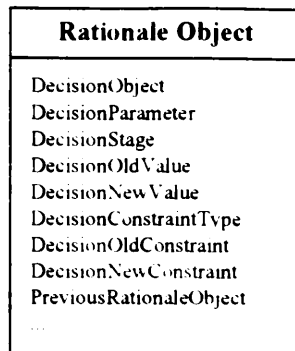 Rationale Object
DecisionObject
DecisionParameter
DecisionStage
DecisionOldValue
DecisionNewValue
DecisionConstraintType
DecisionOldConstraint
DecisionNewConstraint
PreviousRationaleObject
...